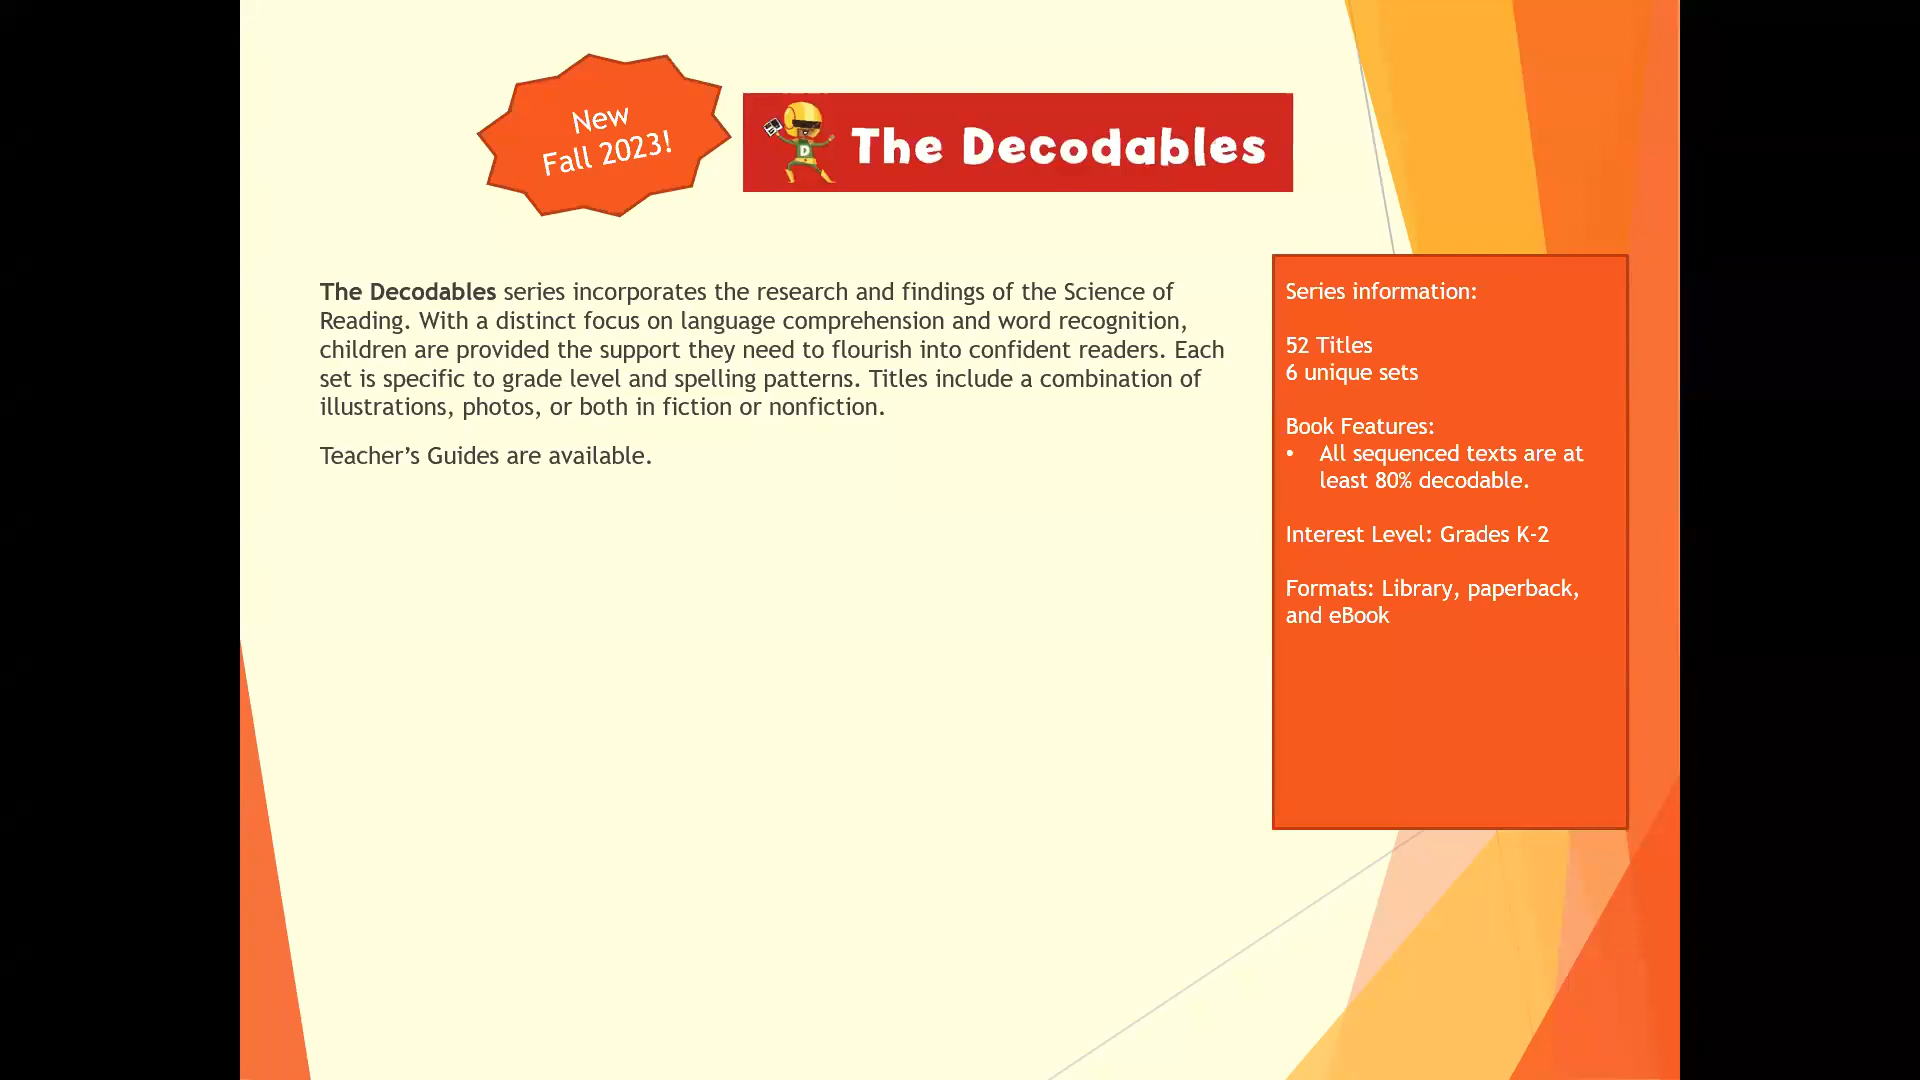 New
Fall 2023!
D
The Decodables
The Decodables series incorporates the research and findings of the Science of
Reading. With a distinct focus on language comprehension and word recognition,
children are provided the support they need to flourish into confident readers. Each
set is specific to grade level and spelling patterns. Titles include a combination of
illustrations, photos, or both in fiction or nonfiction.
Teacher’s Guides are available.
Series information:
52 Titles
6 unique sets
Book Features:
• All sequenced texts are at
least 80% decodable.
Interest Level: Grades K-2
Formats: Library, paperback,
and eBook